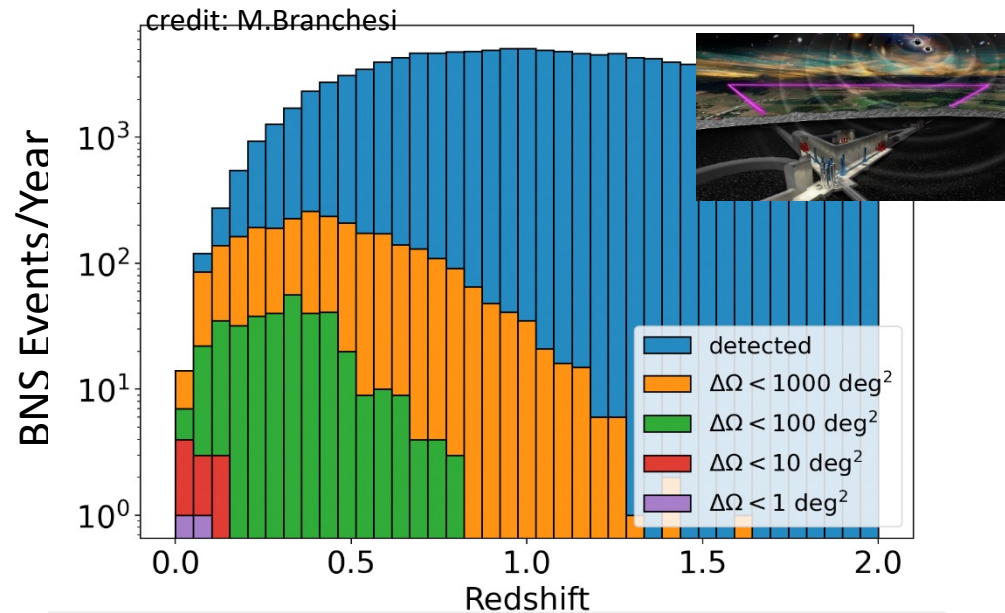 credit: M.Branchesi
BNS Events/Year
10³
10²
10¹
10⁰
detected
ΔΩ < 1000 deg²
ΔΩ < 100 deg²
ΔΩ < 10 deg²
ΔΩ < 1 deg²
0.0 0.5 1.0 1.5 2.0
Redshift